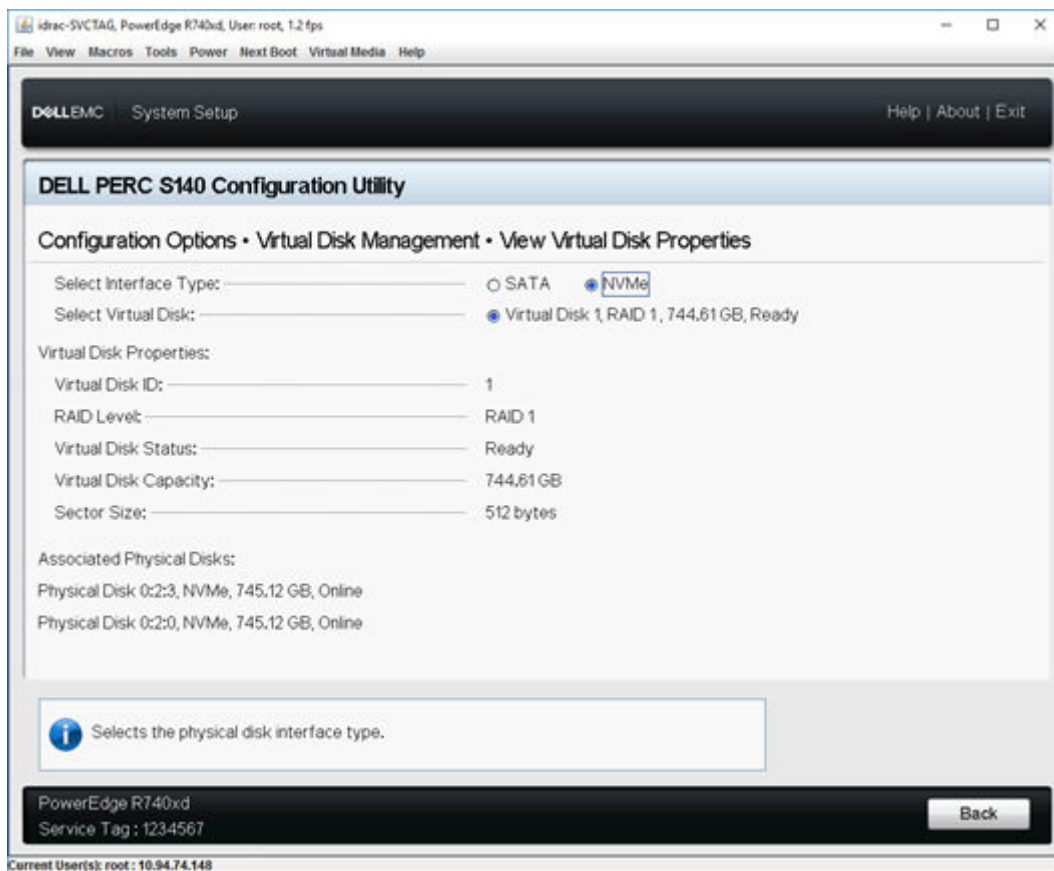 idrac-SVCTAG, PowerEdge R740xd, User: root, 1.2 fps
File View Macros Tools Power Next Boot Virtual Media Help
DELLEMC System Setup Help | About | Exit
DELL PERC S140 Configuration Utility
Configuration Options • Virtual Disk Management • View Virtual Disk Properties
Select Interface Type: SATA NVMe
Select Virtual Disk: Virtual Disk 1, RAID 1, 744.61 GB, Ready
Virtual Disk Properties:
Virtual Disk ID: 1
RAID Level: RAID 1
Virtual Disk Status: Ready
Virtual Disk Capacity: 744.61 GB
Sector Size: 512 bytes
Associated Physical Disks:
Physical Disk 0:2:3, NVMe, 745.12 GB, Online
Physical Disk 0:2:0, NVMe, 745.12 GB, Online
Selects the physical disk interface type.
PowerEdge R740xd
Service Tag : 1234567
Back
Current User(s): root : 10.94.74.148